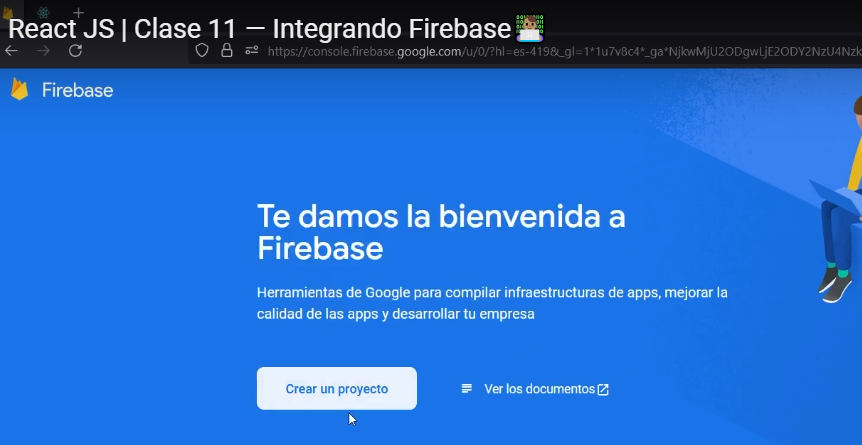 React JS | Clase 11 — Integrando Firebase
https://console.firebase.google.com/u/0/?hl=es-419&_gl=1*1u7v8c4*_ga*NjkwMjU2ODgwLjE2ODY2NzU4Nzk
Firebase
Te damos la bienvenida a
Firebase
Herramientas de Google para compilar infraestructuras de apps, mejorar la
calidad de las apps y desarrollar tu empresa
Crear un proyecto
Ver los documentos